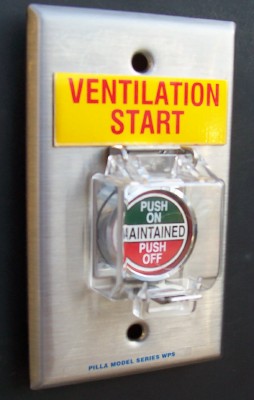 VENTILATION
START
PUSH
ON
MAINTAINED
PUSH
OFF
PILLA MODEL SERIES WPS